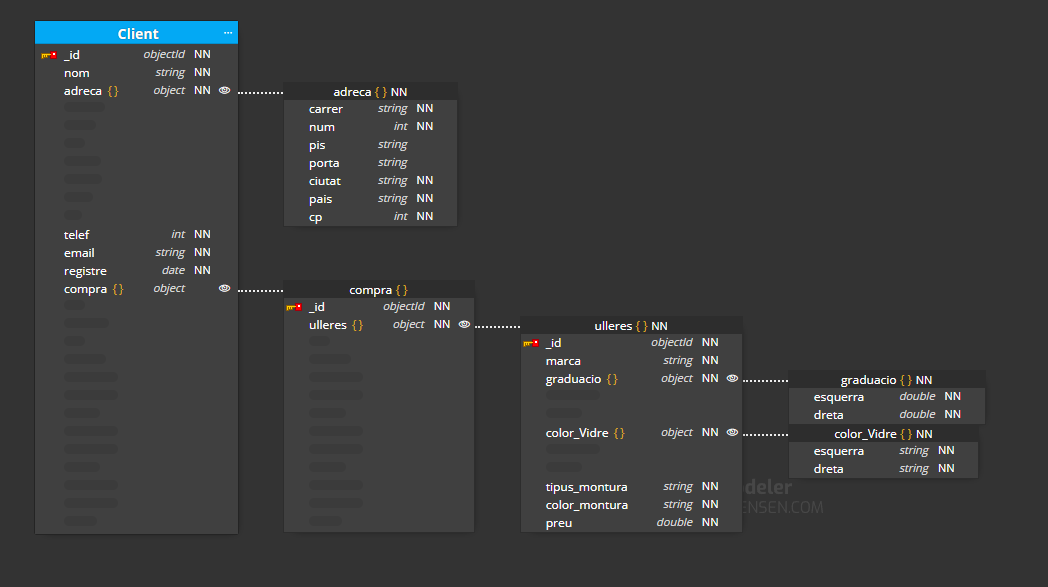 Client ...
_id objectId NN
nom string NN
adreca {} object NN
telef int NN
email string NN
registre date NN
compra {} object
adreca {} NN
carrer string NN
num int NN
pis string
porta string
ciutat string NN
pais string NN
cp int NN
compra {}
_id objectId NN
ulleres {} object NN
ulleres {} NN
_id objectId NN
marca string NN
graduacio {} object NN
color_Vidre {} object NN
tipus_montura string NN
color_montura string NN
preu double NN
graduacio {} NN
esquerra double NN
dreta double NN
color_Vidre {} NN
esquerra string NN
dreta string NN